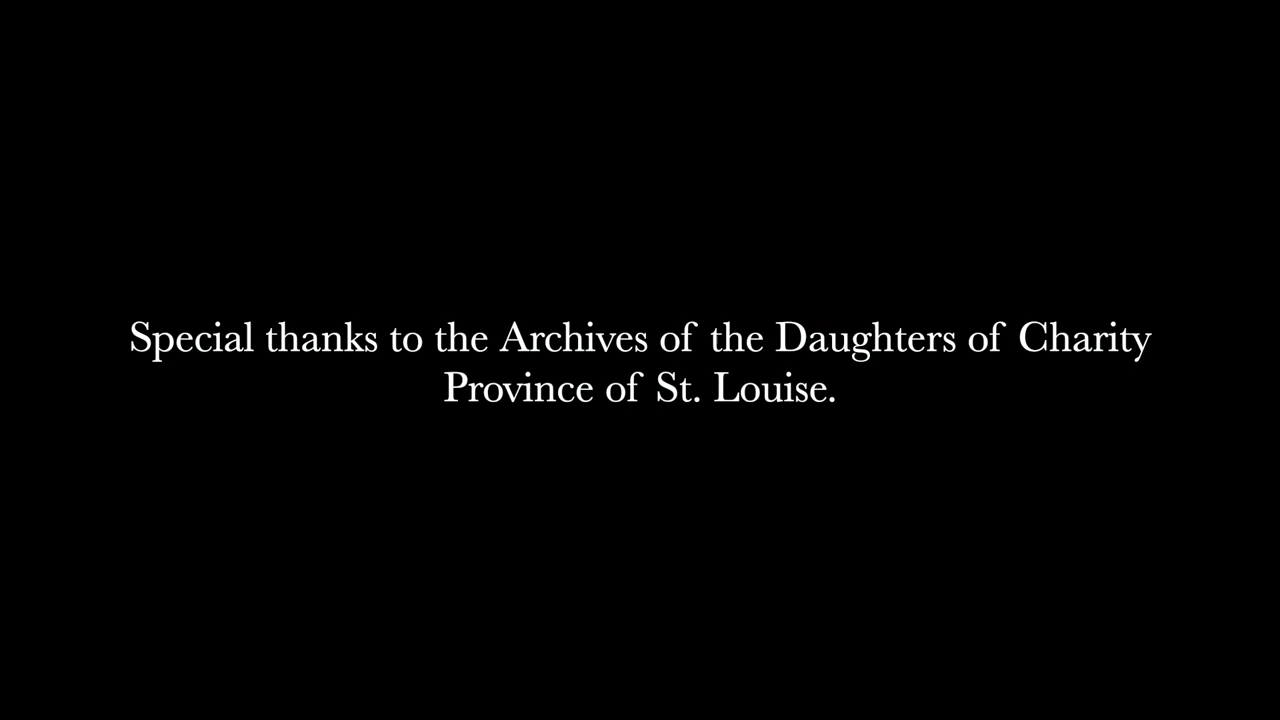 Special thanks to the Archives of the Daughters of Charity
Province of St. Louise.